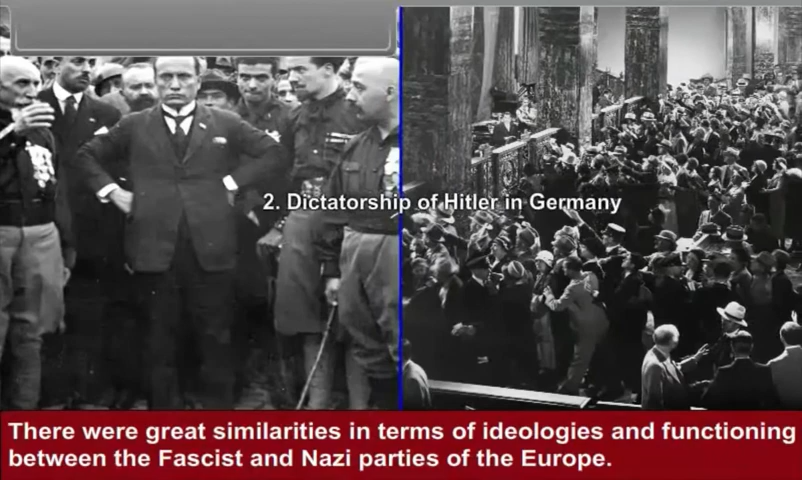 2. Dictatorship of Hitler in Germany
There were great similarities in terms of ideologies and functioning
between the Fascist and Nazi parties of the Europe.